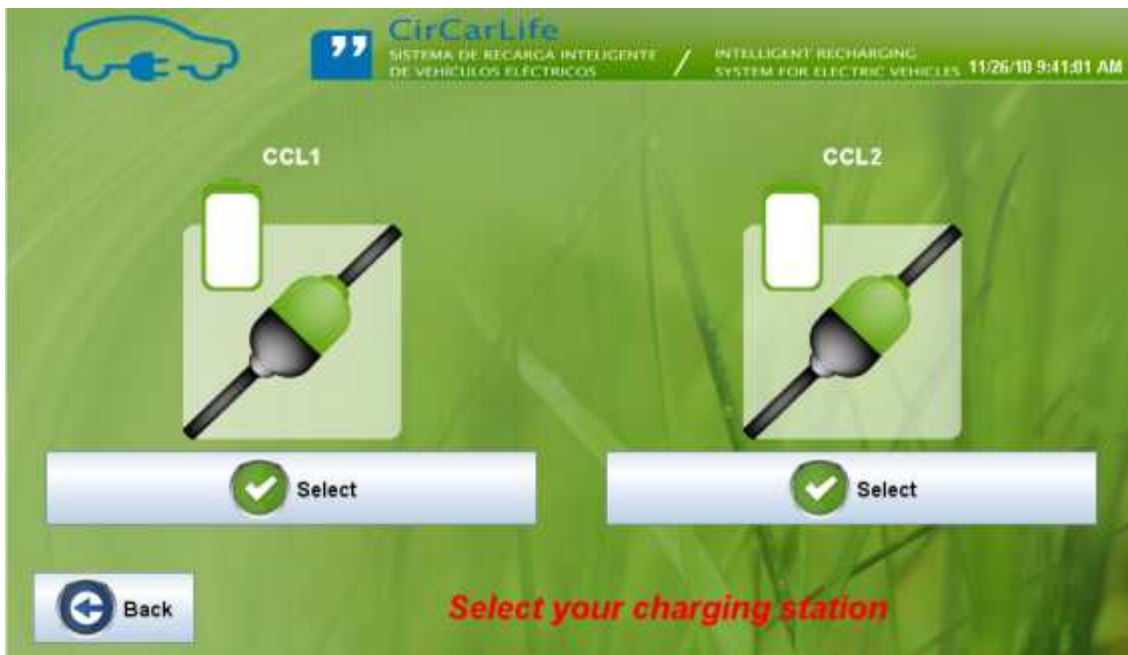 CirCarLife
SISTEMA DE RECARGA INTELIGENTE
DE VEHÍCULOS ELÉCTRICOS
/
INTELLIGENT RECHARGING
SYSTEM FOR ELECTRIC VEHICLES
11/26/10 9:41:01 AM
CCL1
CCL2
Select
Select
Back
Select your charging station